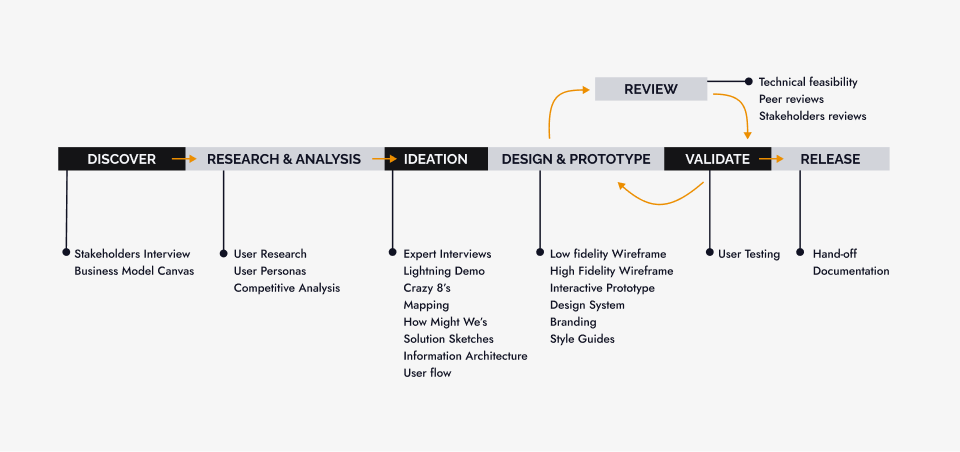 REVIEW
Technical feasibility
Peer reviews
Stakeholders reviews
DISCOVER
RESEARCH & ANALYSIS
IDEATION
DESIGN & PROTOTYPE
VALIDATE
RELEASE
Stakeholders Interview
Business Model Canvas
User Research
User Personas
Competitive Analysis
Expert Interviews
Lightning Demo
Crazy 8's
Mapping
How Might We's
Solution Sketches
Information Architecture
User flow
Low fidelity Wireframe
High Fidelity Wireframe
Interactive Prototype
Design System
Branding
Style Guides
User Testing
Hand-off
Documentation